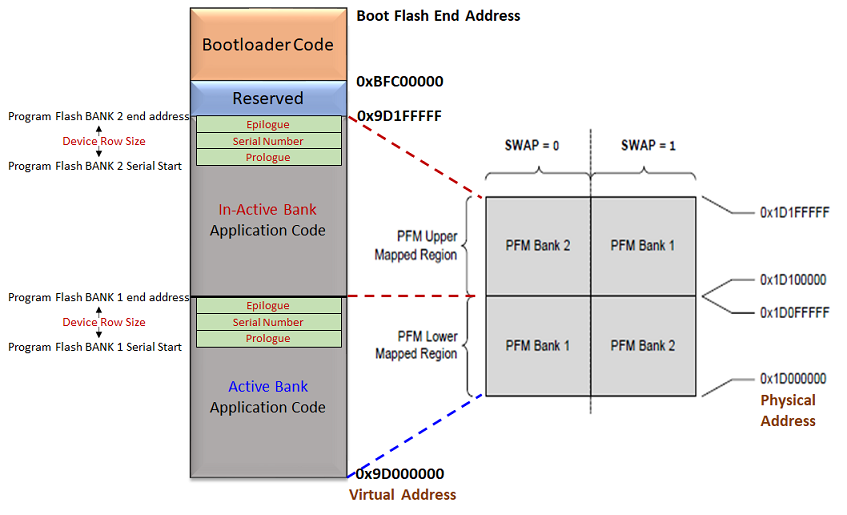 Boot Flash End Address
Bootloader Code
0xBFC00000
Reserved
Program Flash BANK 2 end address
0x9D1FFFFF
Epilogue
Device Row Size
Serial Number
Program Flash BANK 2 Serial Start
Prologue
In-Active Bank
Application Code
Program Flash BANK 1 end address
Epilogue
Device Row Size
Serial Number
Program Flash BANK 1 Serial Start
Prologue
Active Bank
Application Code
0x9D000000
Virtual Address
SWAP = 0
SWAP = 1
PFM Upper
Mapped Region
PFM Bank 2
PFM Bank 1
PFM Lower
Mapped Region
PFM Bank 1
PFM Bank 2
0x1D1FFFFF
0x1D100000
0x1D0FFFFF
0x1D000000
Physical
Address